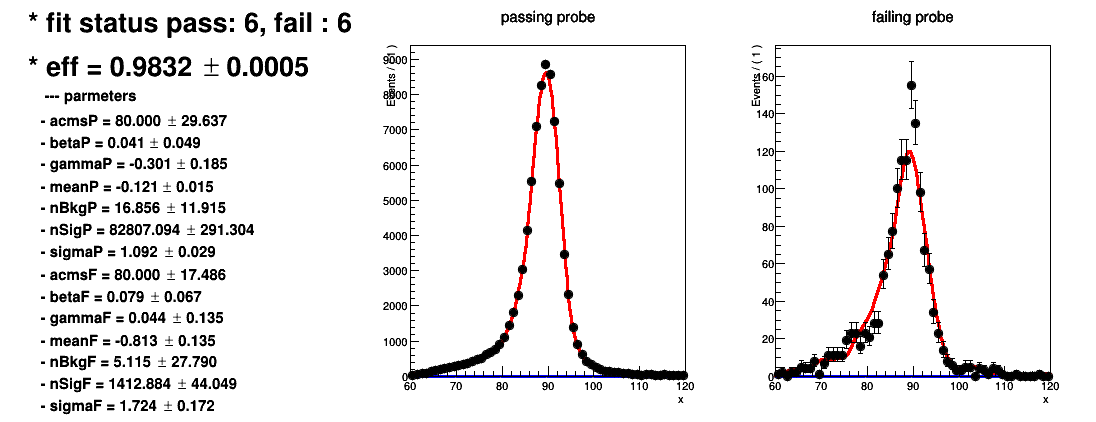 * fit status pass: 6, fail : 6
* eff = 0.9832 ± 0.0005
--- parmeters
- acmsP = 80.000 ± 29.637
- betaP = 0.041 ± 0.049
- gammaP = -0.301 ± 0.185
- meanP = -0.121 ± 0.015
- nBkgP = 16.856 ± 11.915
- nSigP = 82807.094 ± 291.304
- sigmaP = 1.092 ± 0.029
- acmsF = 80.000 ± 17.486
- betaF = 0.079 ± 0.067
- gammaF = 0.044 ± 0.135
- meanF = -0.813 ± 0.135
- nBkgF = 5.115 ± 27.790
- nSigF = 1412.884 ± 44.049
- sigmaF = 1.724 ± 0.172
passing probe
Events / ( 1 )
9000
8000
7000
6000
5000
4000
3000
2000
1000
0
60 70 80 90 100 110 120
x
failing probe
Events / ( 1 )
160
140
120
100
80
60
40
20
0
60 70 80 90 100 110 120
x